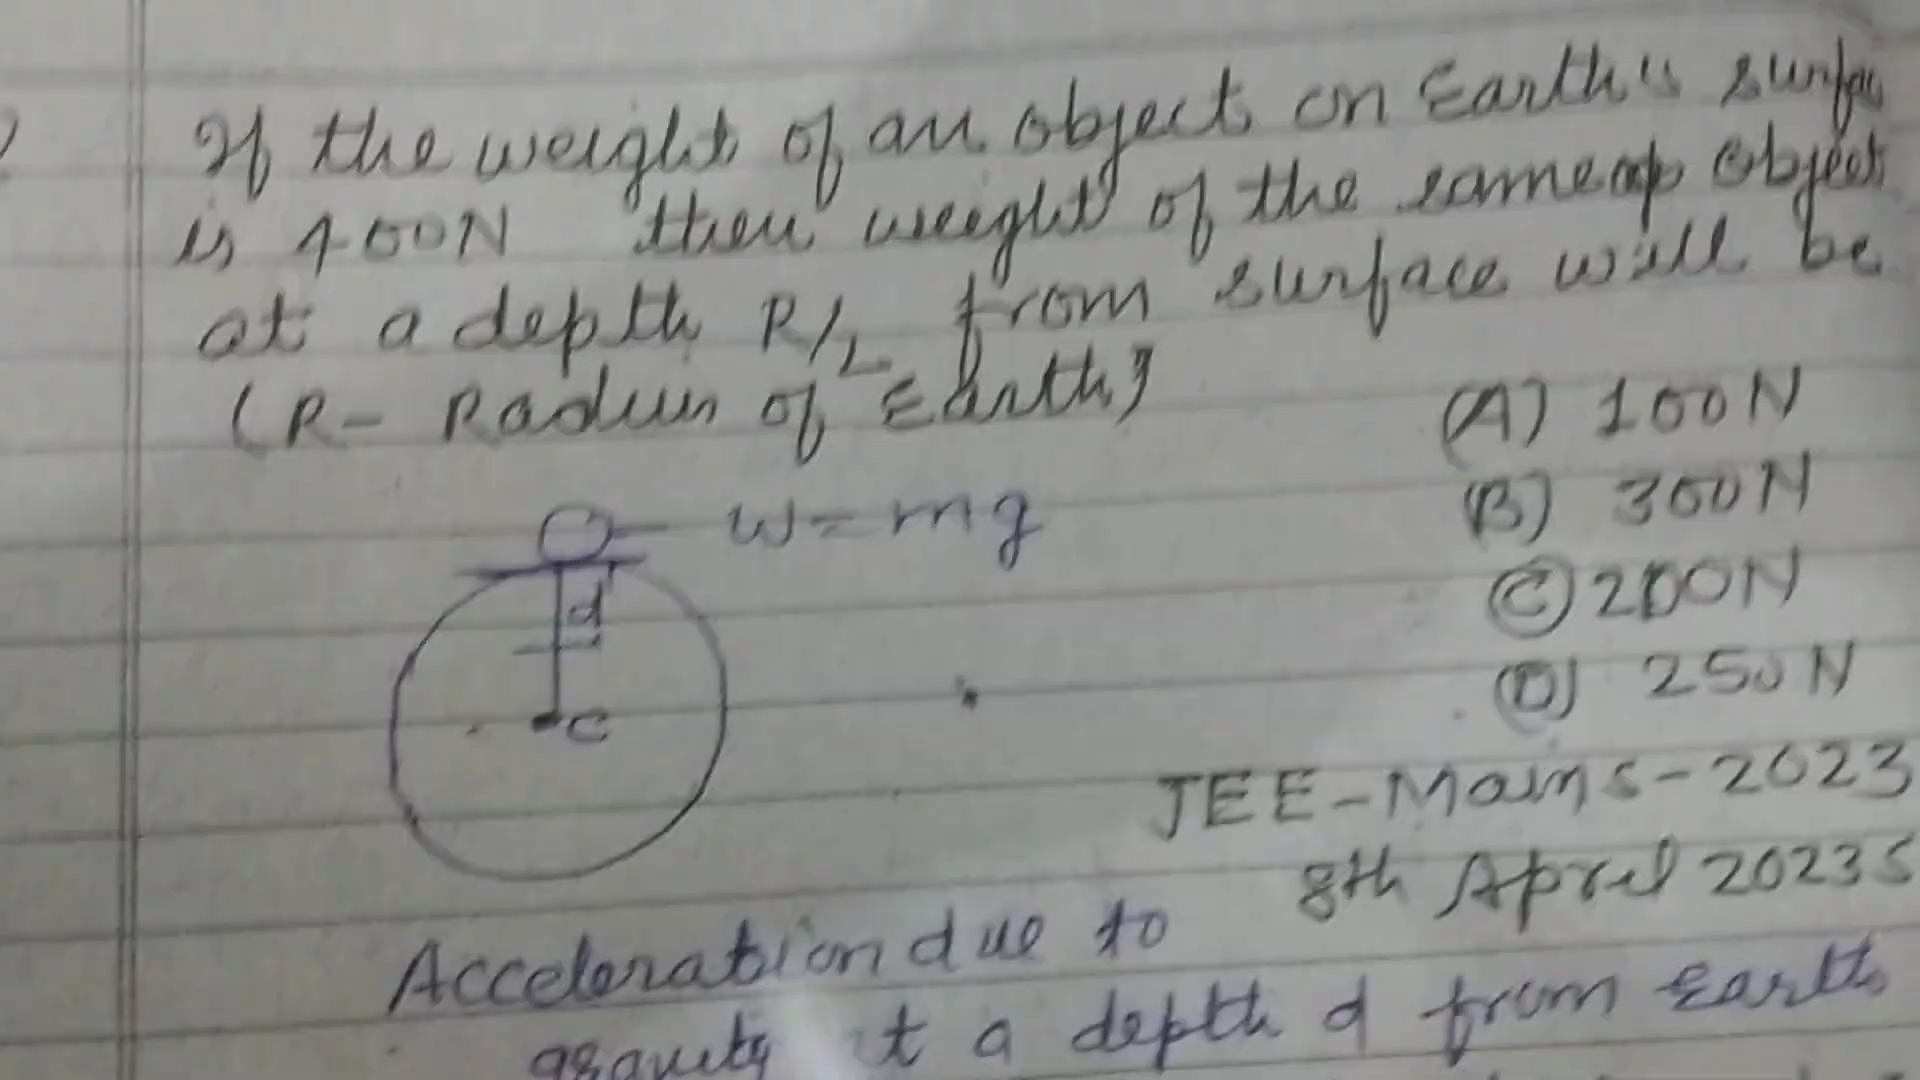 If the weight of an object on Earth's surface
is 400N then weight of the same object
at a depth R/2 from surface will be
(R- Radius of Earth)
(A) 100N
(B) 300N
(C) 200N
(D) 250N
W=mg
d
C
JEE-Mains-2023
8th April 2023 S
Acceleration due to
gravity at a depth d from Earth